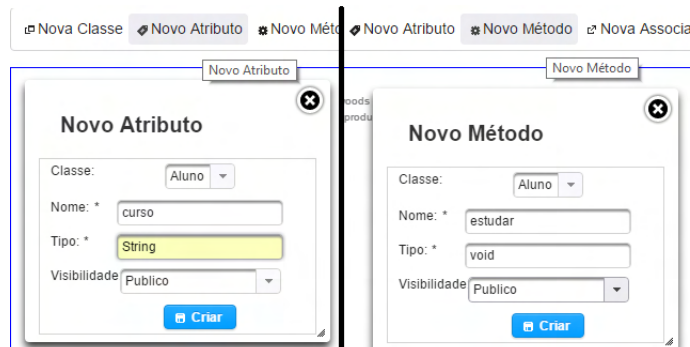 Nova Classe Novo Atributo Novo Méto
Novo Atributo
Novo Atributo
Classe: Aluno
Nome: * curso
Tipo: * String
Visibilidade Publico
Criar
Novo Atributo Novo Método Nova Associa
Novo Método
oods
produ
Novo Método
Classe: Aluno
Nome: * estudar
Tipo: * void
Visibilidade Publico
Criar